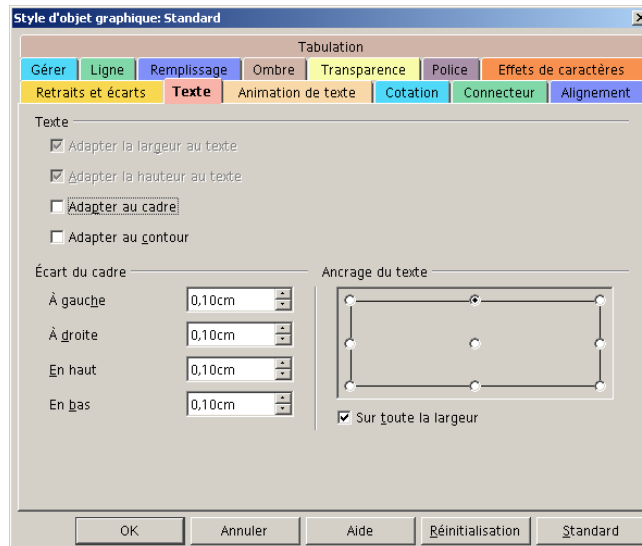 Style d'objet graphique: Standard
Tabulation
Gérer Ligne Remplissage Ombre Transparence Police Effets de caractères
Retraits et écarts Texte Animation de texte Cotation Connecteur Alignement
Texte
Adapter la largeur au texte
Adapter la hauteur au texte
Adapter au cadre
Adapter au contour
Écart du cadre
À gauche 0,10cm
À droite 0,10cm
En haut 0,10cm
En bas 0,10cm
Ancrage du texte
Sur toute la largeur
OK Annuler Aide Réinitialisation Standard